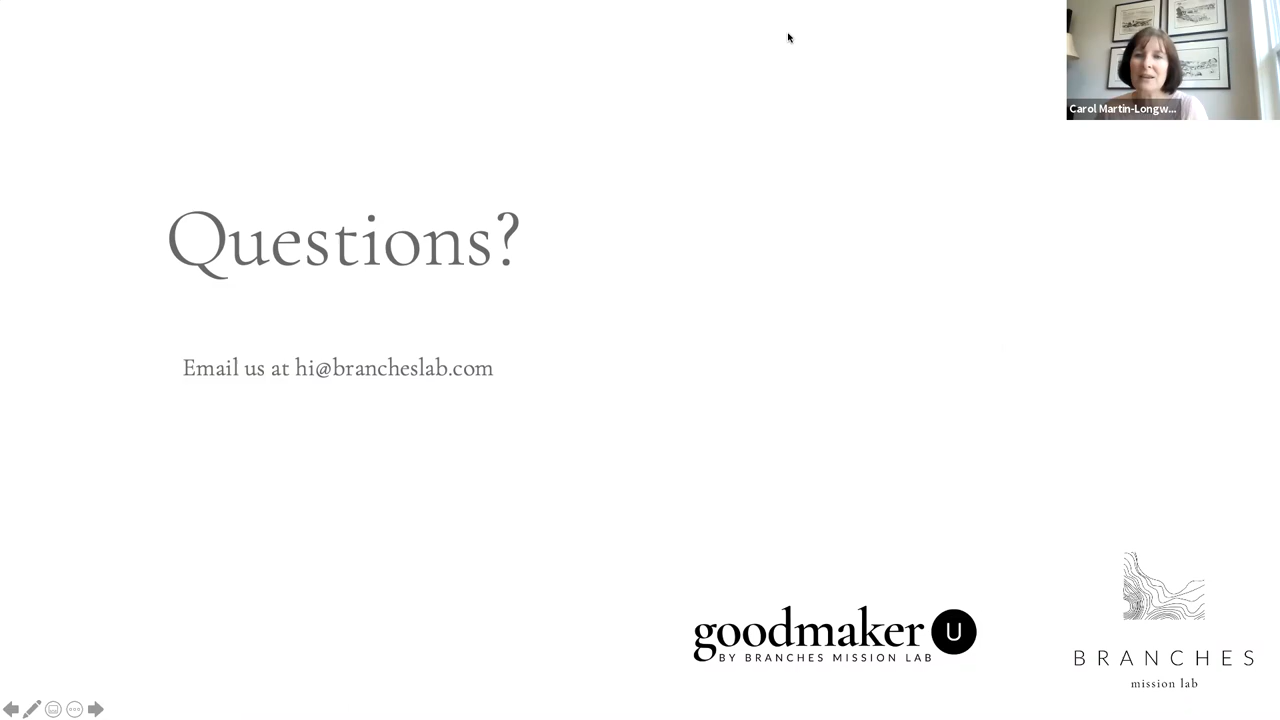 Carol Martin-Longw...
Questions?
Email us at hi@brancheslab.com
goodmaker U
BY BRANCHES MISSION LAB
BRANCHES
mission lab